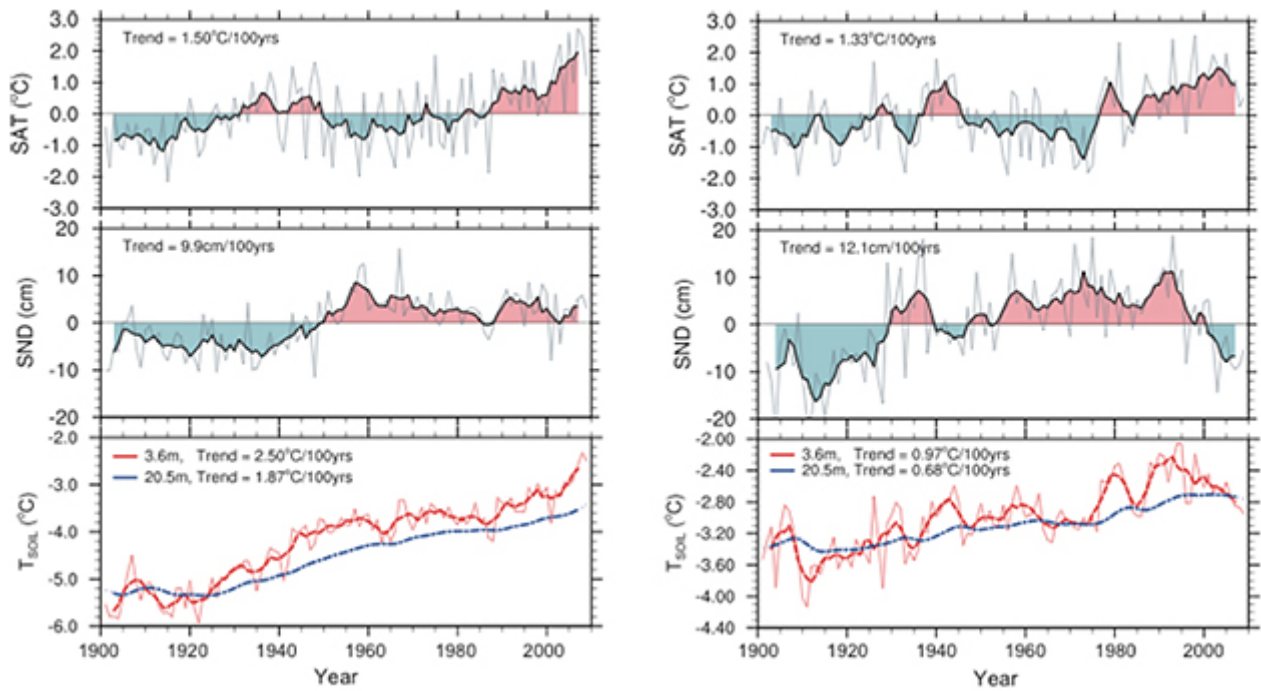 3.0
2.0
1.0
0.0
-1.0
-2.0
-3.0
SAT (°C)
Trend = 1.50°C/100yrs
20
10
0
-10
-20
SND (cm)
Trend = 9.9cm/100yrs
-2.0
-3.0
-4.0
-5.0
-6.0
TSOIL (°C)
3.6m, Trend = 2.50°C/100yrs
20.5m, Trend = 1.87°C/100yrs
1900 1920 1940 1960 1980 2000
Year
3.0
2.0
1.0
0.0
-1.0
-2.0
-3.0
SAT (°C)
Trend = 1.33°C/100yrs
20
10
0
-10
-20
SND (cm)
Trend = 12.1cm/100yrs
-2.00
-2.40
-2.80
-3.20
-3.60
-4.00
-4.40
TSOIL (°C)
3.6m, Trend = 0.97°C/100yrs
20.5m, Trend = 0.68°C/100yrs
1900 1920 1940 1960 1980 2000
Year